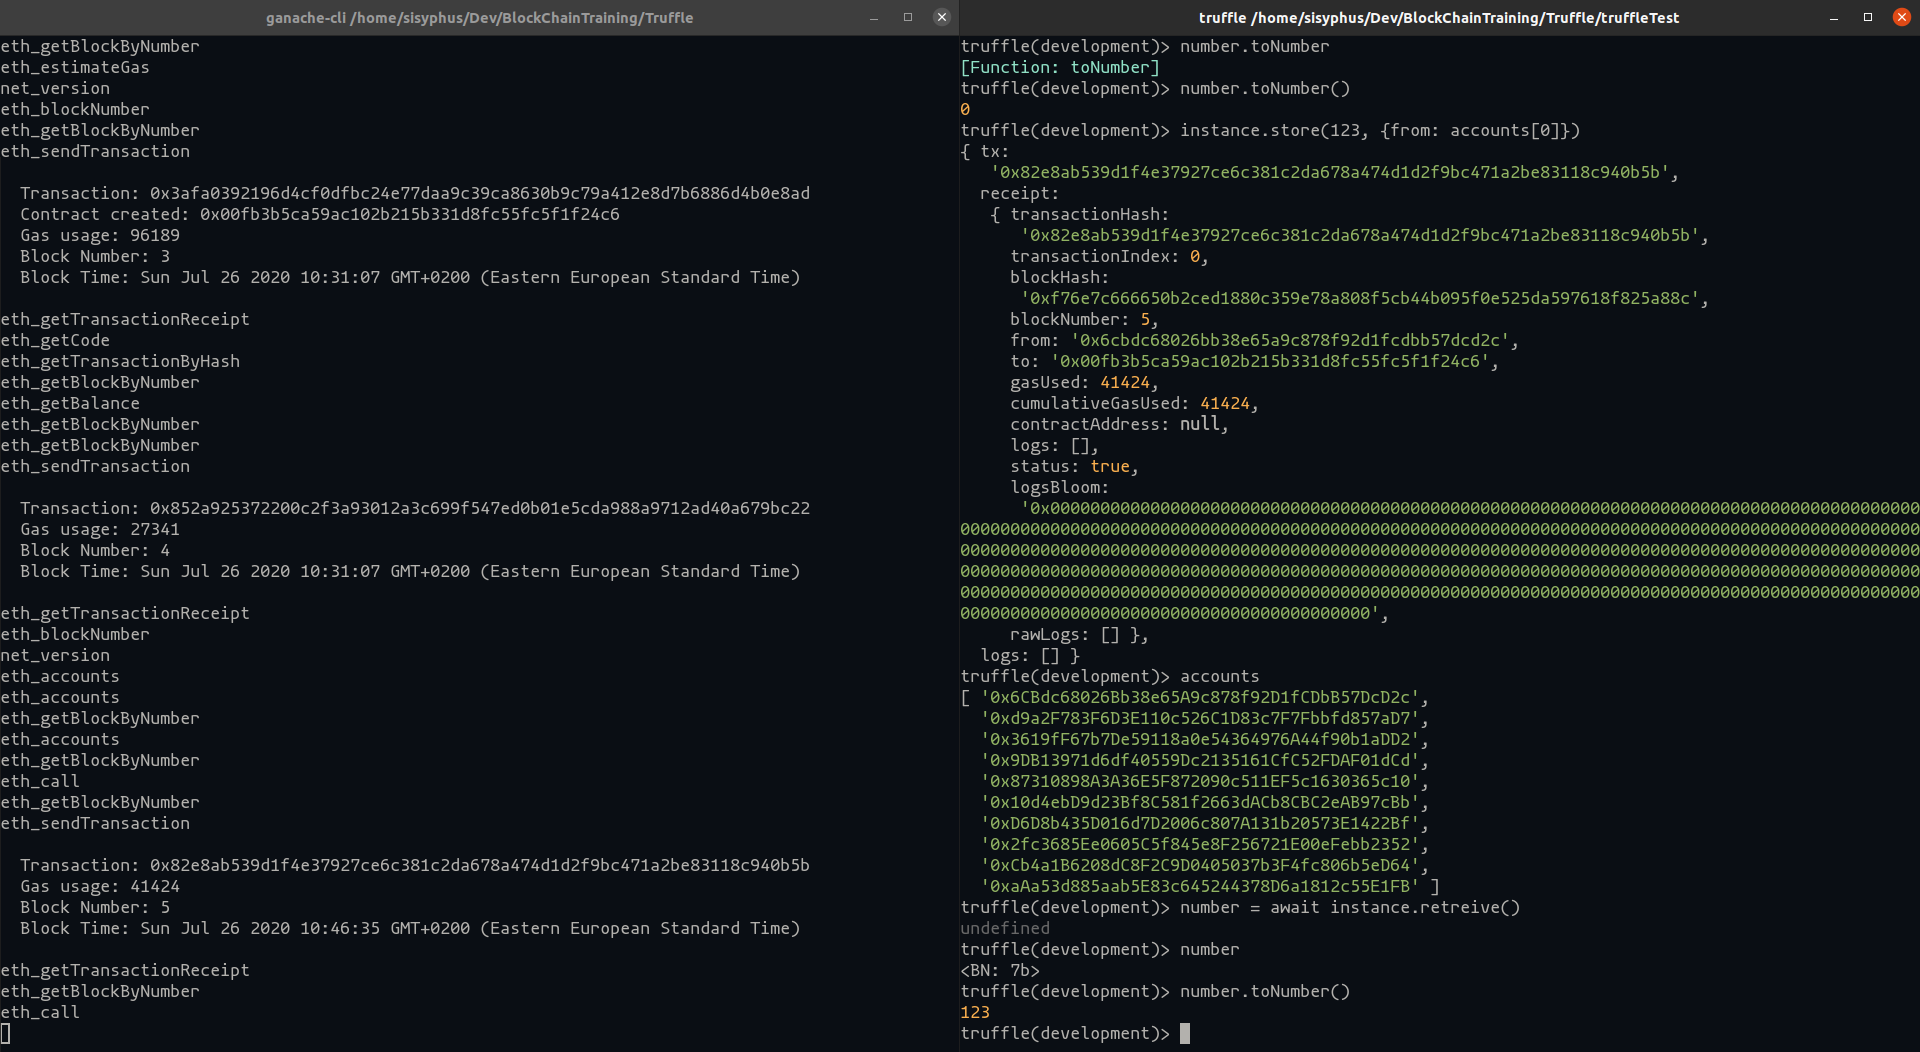 ganache-cli /home/sisyphus/Dev/BlockChainTraining/Truffle
eth_getBlockByNumber
eth_estimateGas
net_version
eth_blockNumber
eth_getBlockByNumber
eth_sendTransaction
Transaction: 0x3afa0392196d4cf0dfbc24e77daa9c39ca8630b9c79a412e8d7b6886d4b0e8ad
Contract created: 0x00fb3b5ca59ac102b215b331d8fc55fc5f1f24c6
Gas usage: 96189
Block Number: 3
Block Time: Sun Jul 26 2020 10:31:07 GMT+0200 (Eastern European Standard Time)
eth_getTransactionReceipt
eth_getCode
eth_getTransactionByHash
eth_getBlockByNumber
eth_getBalance
eth_getBlockByNumber
eth_getBlockByNumber
eth_sendTransaction
Transaction: 0x852a925372200c2f3a93012a3c699f547ed0b01e5cda988a9712ad40a679bc22
Gas usage: 27341
Block Number: 4
Block Time: Sun Jul 26 2020 10:31:07 GMT+0200 (Eastern European Standard Time)
eth_getTransactionReceipt
eth_blockNumber
net_version
eth_accounts
eth_accounts
eth_getBlockByNumber
eth_accounts
eth_getBlockByNumber
eth_call
eth_getBlockByNumber
eth_sendTransaction
Transaction: 0x82e8ab539d1f4e37927ce6c381c2da678a474d1d2f9bc471a2be83118c940b5b
Gas usage: 41424
Block Number: 5
Block Time: Sun Jul 26 2020 10:46:35 GMT+0200 (Eastern European Standard Time)
eth_getTransactionReceipt
eth_getBlockByNumber
eth_call
truffle /home/sisyphus/Dev/BlockChainTraining/Truffle/truffleTest
truffle(development)> number.toNumber
[Function: toNumber]
truffle(development)> number.toNumber()
0
truffle(development)> instance.store(123, {from: accounts[0]})
{ tx:
'0x82e8ab539d1f4e37927ce6c381c2da678a474d1d2f9bc471a2be83118c940b5b',
receipt:
{ transactionHash:
'0x82e8ab539d1f4e37927ce6c381c2da678a474d1d2f9bc471a2be83118c940b5b',
transactionIndex: 0,
blockHash:
'0xf76e7c666650b2ced1880c359e78a808f5cb44b095f0e525da597618f825a88c',
blockNumber: 5,
from: '0x6cbdc68026bb38e65a9c878f92d1fcdbb57dcd2c',
to: '0x00fb3b5ca59ac102b215b331d8fc55fc5f1f24c6',
gasUsed: 41424,
cumulativeGasUsed: 41424,
contractAddress: null,
logs: [],
status: true,
logsBloom:
'0x000000000000000000000000000000000000000000000000000000000000000000000000000000000000000
000000000000000000000000000000000000000000000000000000000000000000000000000000000000000000000000
000000000000000000000000000000000000000000000000000000000000000000000000000000000000000000000000
000000000000000000000000000000000000000000000000000000000000000000000000000000000000000000000000
000000000000000000000000000000000000000000000000000000000000000000000000000000000000000000000000
00000000000000000000000000000000000000000',
rawLogs: [] },
logs: [] }
truffle(development)> accounts
[ '0x6CBdc68026Bb38e65A9c878f92D1fCDbB57DcD2c',
'0xd9a2F783F6D3E110c526C1D83c7F7Fbbfd857aD7',
'0x3619fF67b7De59118a0e54364976A44f90b1aDD2',
'0x9DB13971d6df40559Dc2135161CfC52FDAF01dCd',
'0x87310898A3A36E5F872090c511EF5c1630365c10',
'0x10d4ebD9d23Bf8C581f2663dACb8CBC2eAB97cBb',
'0xD6D8b435D016d7D2006c807A131b20573E1422Bf',
'0x2fc3685Ee0605C5f845e8F256721E00eFebb2352',
'0xCb4a1B6208dC8F2C9D0405037b3F4fc806b5eD64',
'0xaAa53d885aab5E83c645244378D6a1812c55E1FB' ]
truffle(development)> number = await instance.retreive()
undefined
truffle(development)> number
<BN: 7b>
truffle(development)> number.toNumber()
123
truffle(development)>